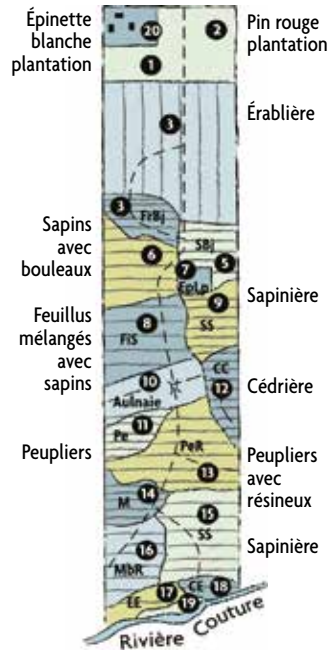 Épinette
blanche
plantation
Pin rouge
plantation
20
2
1
3
Érablière
3
FrBj
Sapins
avec
bouleaux
6
SBj
7
5
EpLp
9
SS
Sapinière
Feuillus
mélangés
avec
sapins
8
FiS
CC
10
Aulnaie
12
Cédrière
11
Pe
Peupliers
PeR
13
Peupliers
avec
résineux
14
M
15
SS
Sapinière
16
MbR
17
EE
CE
18
19
Rivière Couture